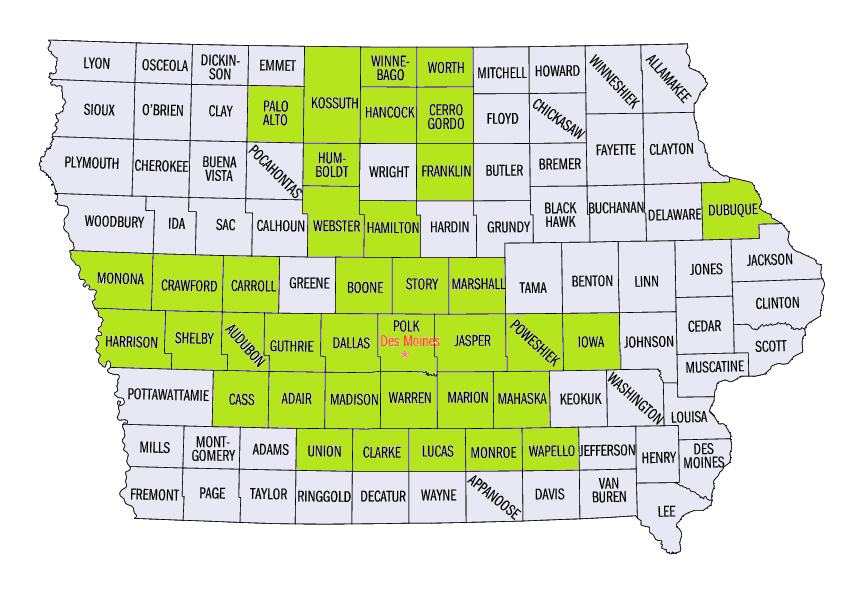 LYON
OSCEOLA
DICKIN-
SON
EMMET
WINNE-
BAGO
WORTH
MITCHELL
HOWARD
WINNESHIEK
ALLAMAKEE
SIOUX
O'BRIEN
CLAY
PALO
ALTO
KOSSUTH
HANCOCK
CERRO
GORDO
FLOYD
CHICKASAW
FAYETTE
CLAYTON
PLYMOUTH
CHEROKEE
BUENA
VISTA
POCAHONTAS
HUM-
BOLDT
WRIGHT
FRANKLIN
BUTLER
BREMER
WOODBURY
IDA
SAC
CALHOUN
WEBSTER
HAMILTON
HARDIN
GRUNDY
BLACK
HAWK
BUCHANAN
DELAWARE
DUBUQUE
MONONA
CRAWFORD
CARROLL
GREENE
BOONE
STORY
MARSHALL
TAMA
BENTON
LINN
JONES
JACKSON
CLINTON
HARRISON
SHELBY
AUDUBON
GUTHRIE
DALLAS
POLK
Des Moines
JASPER
POWESHIEK
IOWA
JOHNSON
CEDAR
SCOTT
MUSCATINE
POTTAWATTAMIE
CASS
ADAIR
MADISON
WARREN
MARION
MAHASKA
KEOKUK
WASHINGTON
LOUISA
MILLS
MONT-
GOMERY
ADAMS
UNION
CLARKE
LUCAS
MONROE
WAPELLO
JEFFERSON
HENRY
DES
MOINES
FREMONT
PAGE
TAYLOR
RINGGOLD
DECATUR
WAYNE
APPANOOSE
DAVIS
VAN
BUREN
LEE